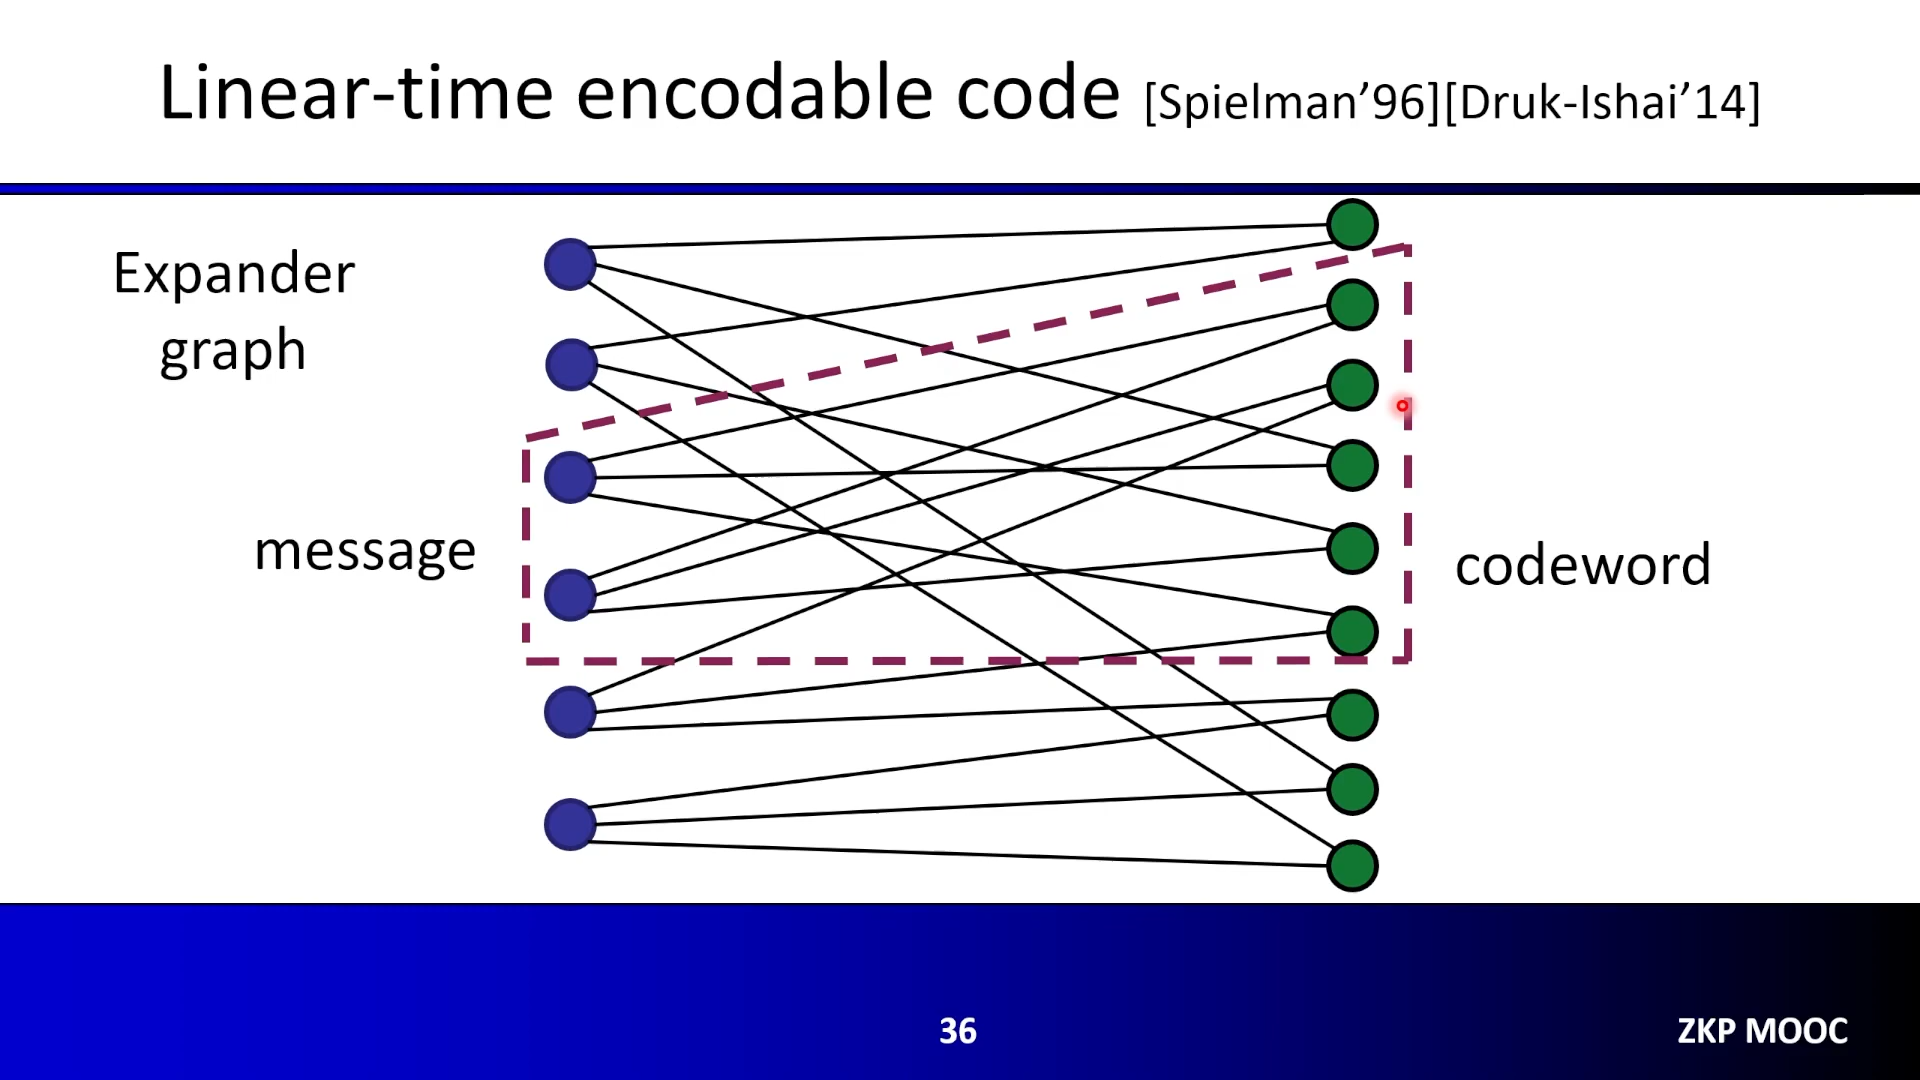 Linear-time encodable code [Spielman’96][Druk-Ishai’14]
Expander
graph
message
codeword
36
ZKP MOOC